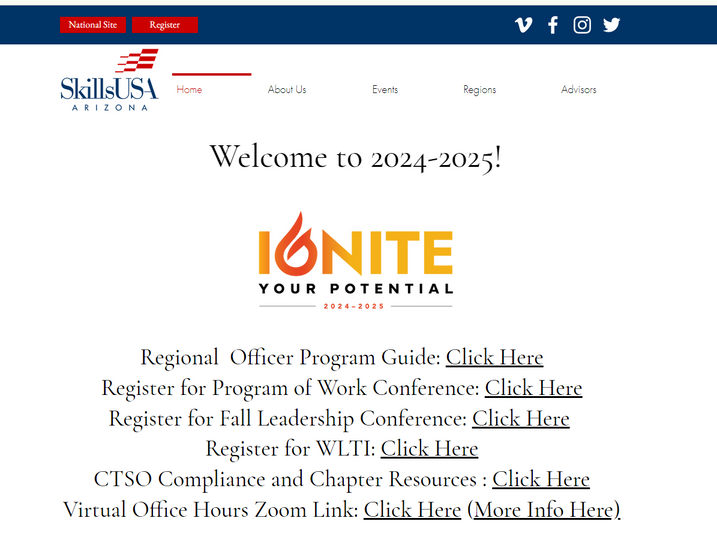 National Site Register
SkillsUSA
ARIZONA
Home About Us Events Regions Advisors
Welcome to 2024-2025!
IGNITE
YOUR POTENTIAL
2024-2025
Regional Officer Program Guide: Click Here
Register for Program of Work Conference: Click Here
Register for Fall Leadership Conference: Click Here
Register for WLTI: Click Here
CTSO Compliance and Chapter Resources : Click Here
Virtual Office Hours Zoom Link: Click Here (More Info Here)